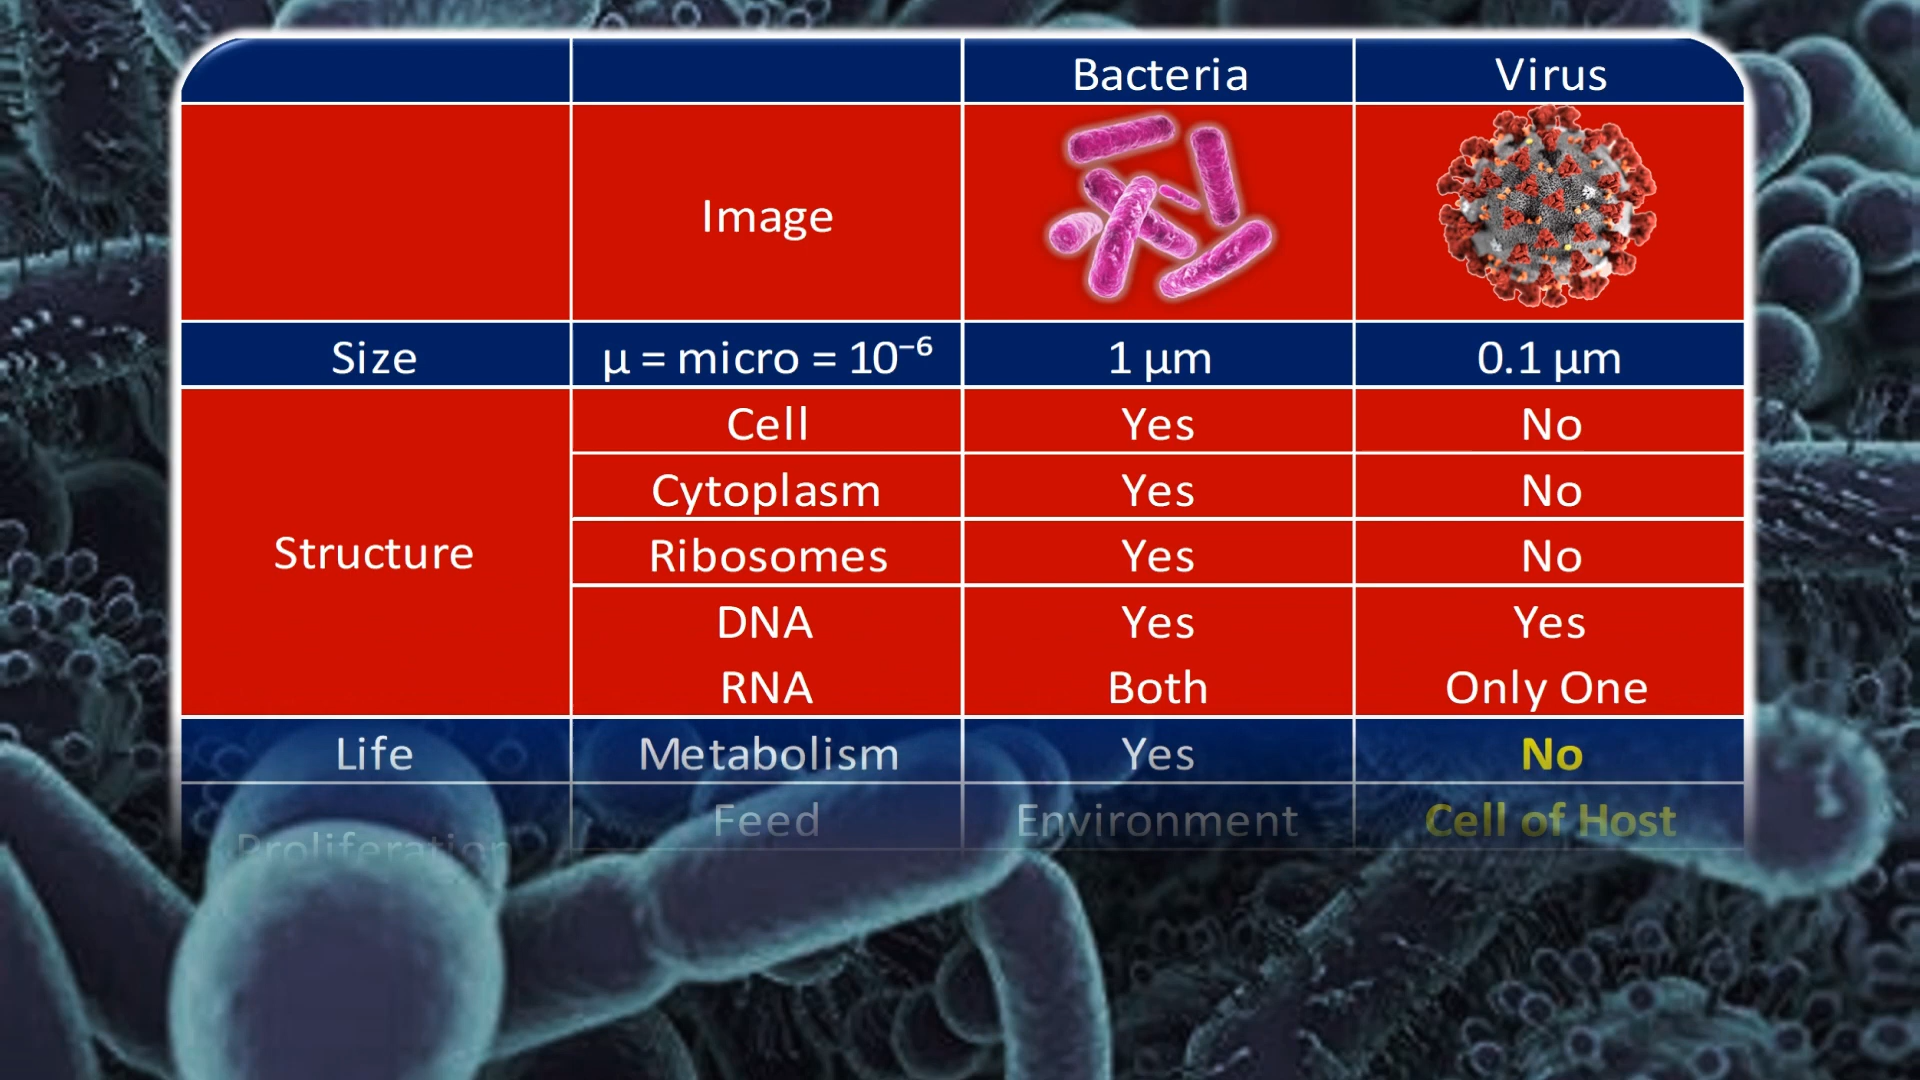 Bacteria Virus
Image
Size μ = micro = 10⁻⁶ 1 μm 0.1 μm
Structure
Cell Yes No
Cytoplasm Yes No
Ribosomes Yes No
DNA Yes Yes
RNA Both Only One
Life Metabolism Yes No
Feed Environment Cell of Host
Proliferation